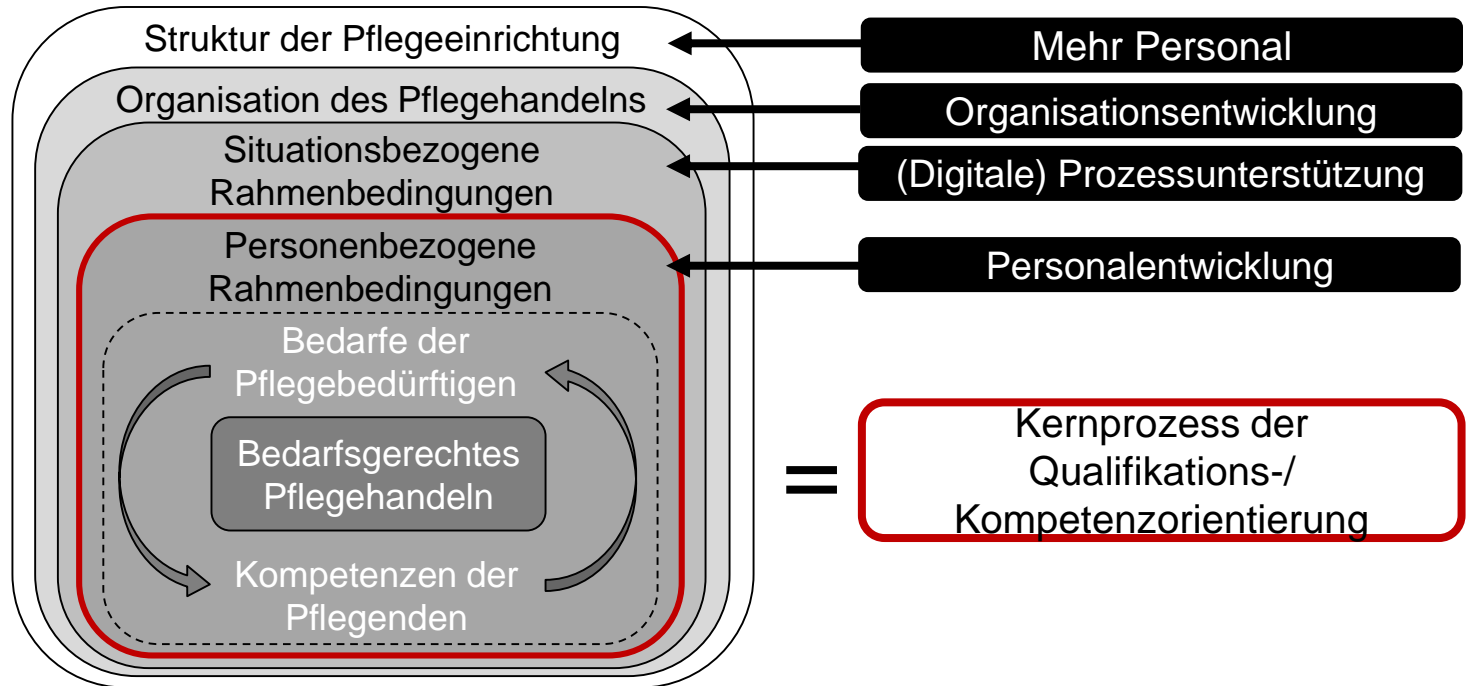 Struktur der Pflegeeinrichtung
Mehr Personal
Organisation des Pflegehandelns
Organisationsentwicklung
Situationsbezogene
Rahmenbedingungen
(Digitale) Prozessunterstützung
Personenbezogene
Rahmenbedingungen
Personalentwicklung
Bedarfe der
Pflegebedürftigen
Bedarfsgerechtes
Pflegehandeln
Kompetenzen der
Pflegenden
=
Kernprozess der
Qualifikations-/
Kompetenzorientierung